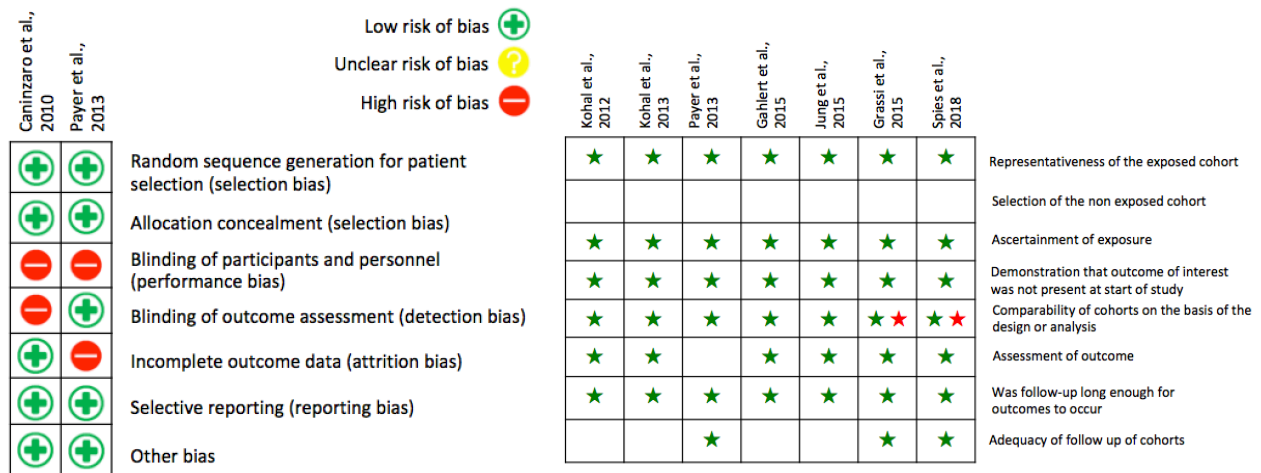 Caninzaro et al.,
2010
Payer et al.,
2013
Low risk of bias
Unclear risk of bias
?
High risk of bias
Random sequence generation for patient
selection (selection bias)
Allocation concealment (selection bias)
Blinding of participants and personnel
(performance bias)
Blinding of outcome assessment (detection bias)
Incomplete outcome data (attrition bias)
Selective reporting (reporting bias)
Other bias
Kohal et al.,
2012
Kohal et al.,
2013
Payer et al.,
2013
Gahlert et al.,
2015
Jung et al.,
2015
Grassi et al.,
2015
Spies et al.,
2018
Representativeness of the exposed cohort
Selection of the non exposed cohort
Ascertainment of exposure
Demonstration that outcome of interest
was not present at start of study
Comparability of cohorts on the basis of the
design or analysis
Assessment of outcome
Was follow-up long enough for
outcomes to occur
Adequacy of follow up of cohorts